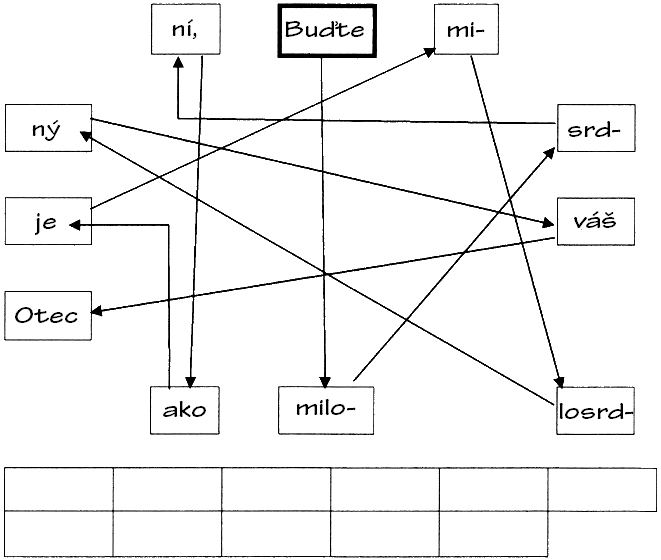 ní, Buďte mi-
ný srd-
je váš
Otec
ako milo- losrd-